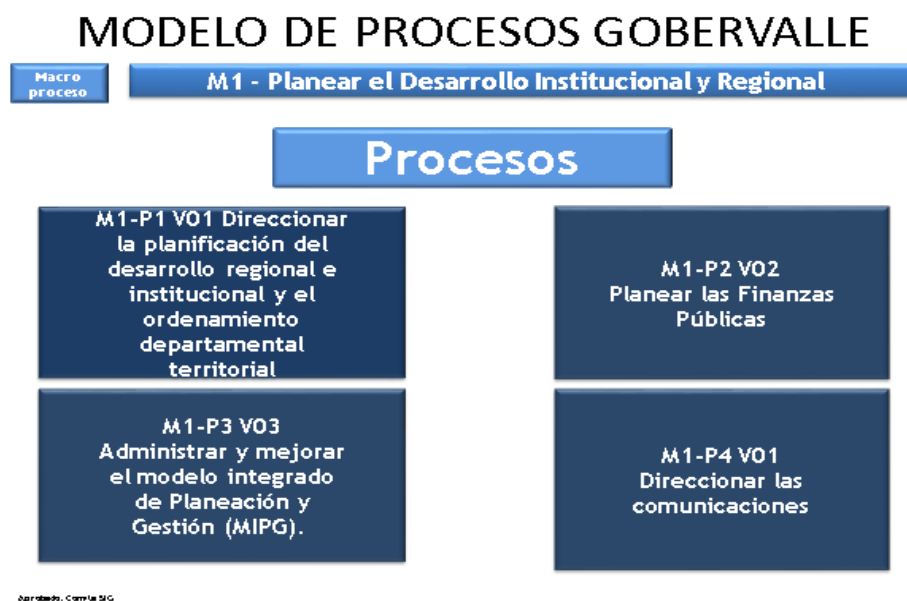 MODELO DE PROCESOS GOBERVALLE
Macro
proceso
M1 - Planear el Desarrollo Institucional y Regional
Procesos
M1-P1 V01 Direccionar
la planificación del
desarrollo regional e
institucional y el
ordenamiento
departamental
territorial
M1-P2 V02
Planear las Finanzas
Públicas
M1-P3 V03
Administrar y mejorar
el modelo integrado
de Planeación y
Gestión (MIPG).
M1-P4 V01
Direccionar las
comunicaciones